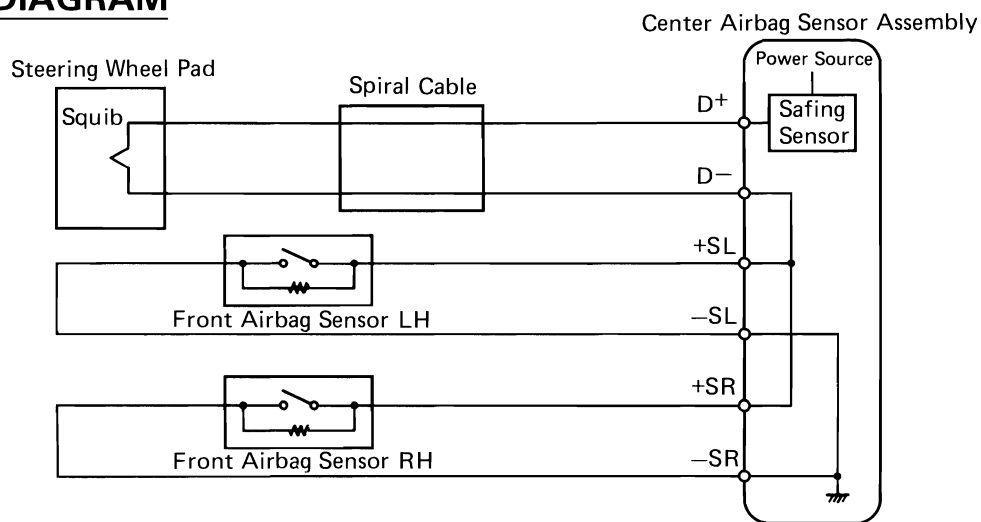 DIAGRAM
Center Airbag Sensor Assembly
Steering Wheel Pad
Spiral Cable
Power Source
Squib
D+
Safing
Sensor
D−
+SL
Front Airbag Sensor LH
−SL
+SR
Front Airbag Sensor RH
−SR